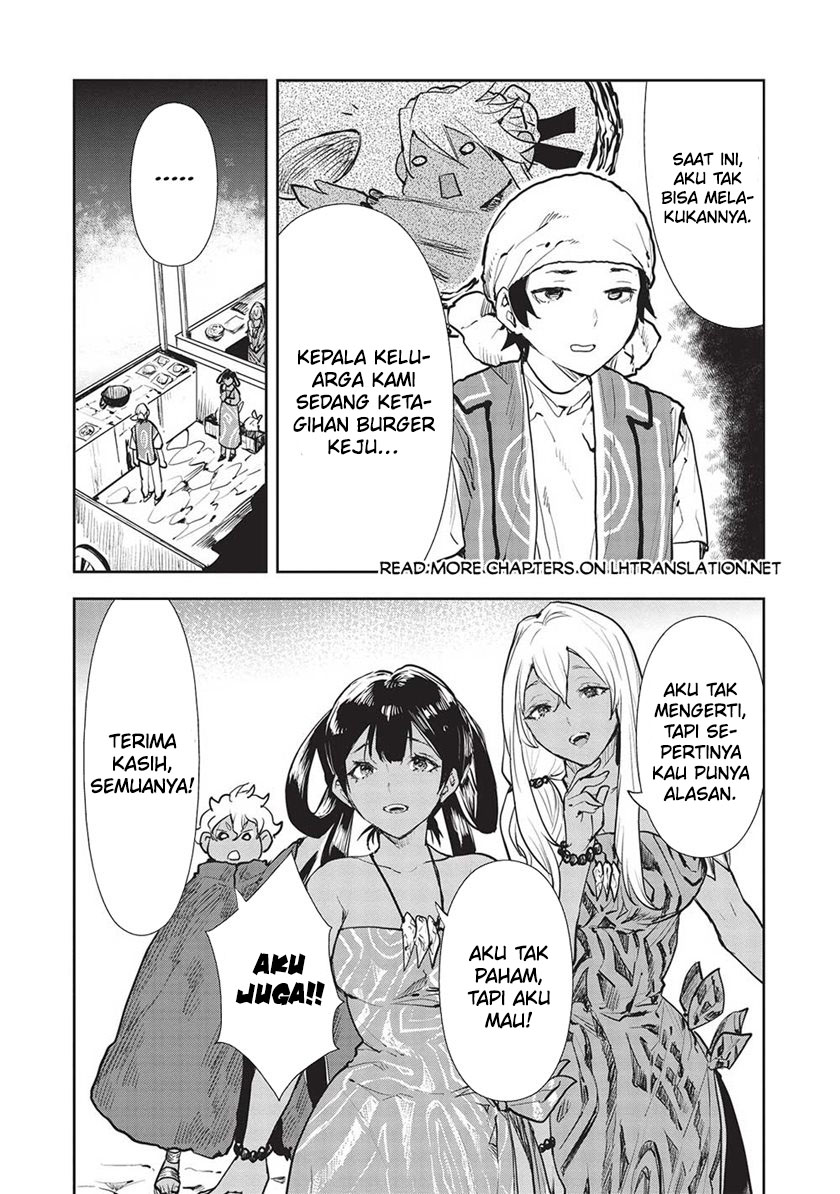 SAAT INI,
AKU TAK
BISA MELA-
KUKANNYA.
KEPALA KELU-
ARGA KAMI
SEDANG KETA-
GIHAN BURGER
KEJU...
......
READ MORE CHAPTERS ON LHTRANSLATION.NET
AKU TAK
MENGERTI,
TAPI SE-
PERTINYA
KAU PUNYA
ALASAN.
AKU TAK
PAHAM,
TAPI AKU
MAU!
AKU
JUGA!!
TERIMA
KASIH,
SEMUANYA!